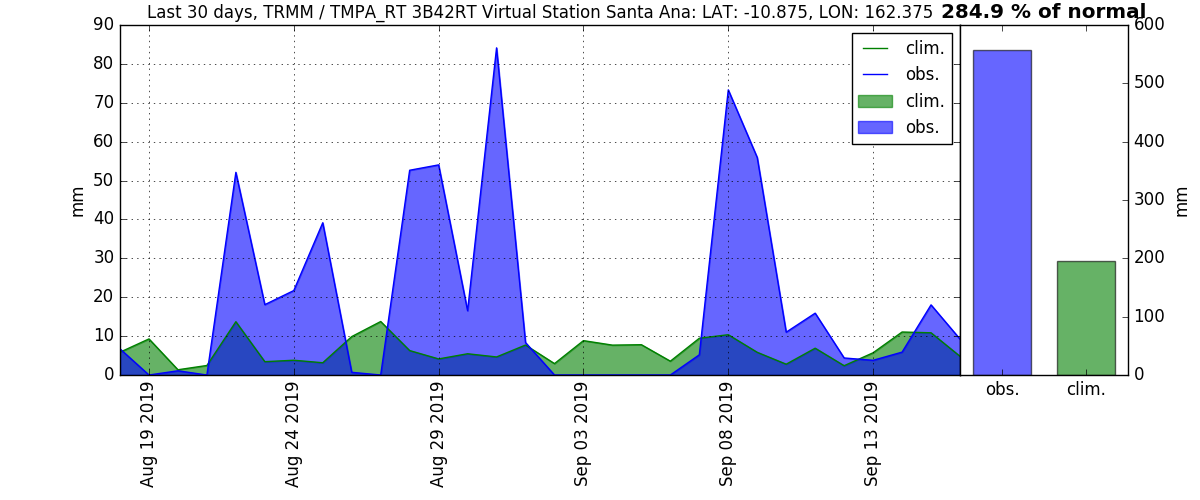 Last 30 days, TRMM / TMPA_RT 3B42RT Virtual Station Santa Ana: LAT: -10.875, LON: 162.375 284.9 % of normal
90
80
70
60
50
40
30
20
10
0
mm
clim.
obs.
clim.
obs.
600
500
400
300
200
100
0
mm
obs. clim.
Aug 19 2019
Aug 24 2019
Aug 29 2019
Sep 03 2019
Sep 08 2019
Sep 13 2019